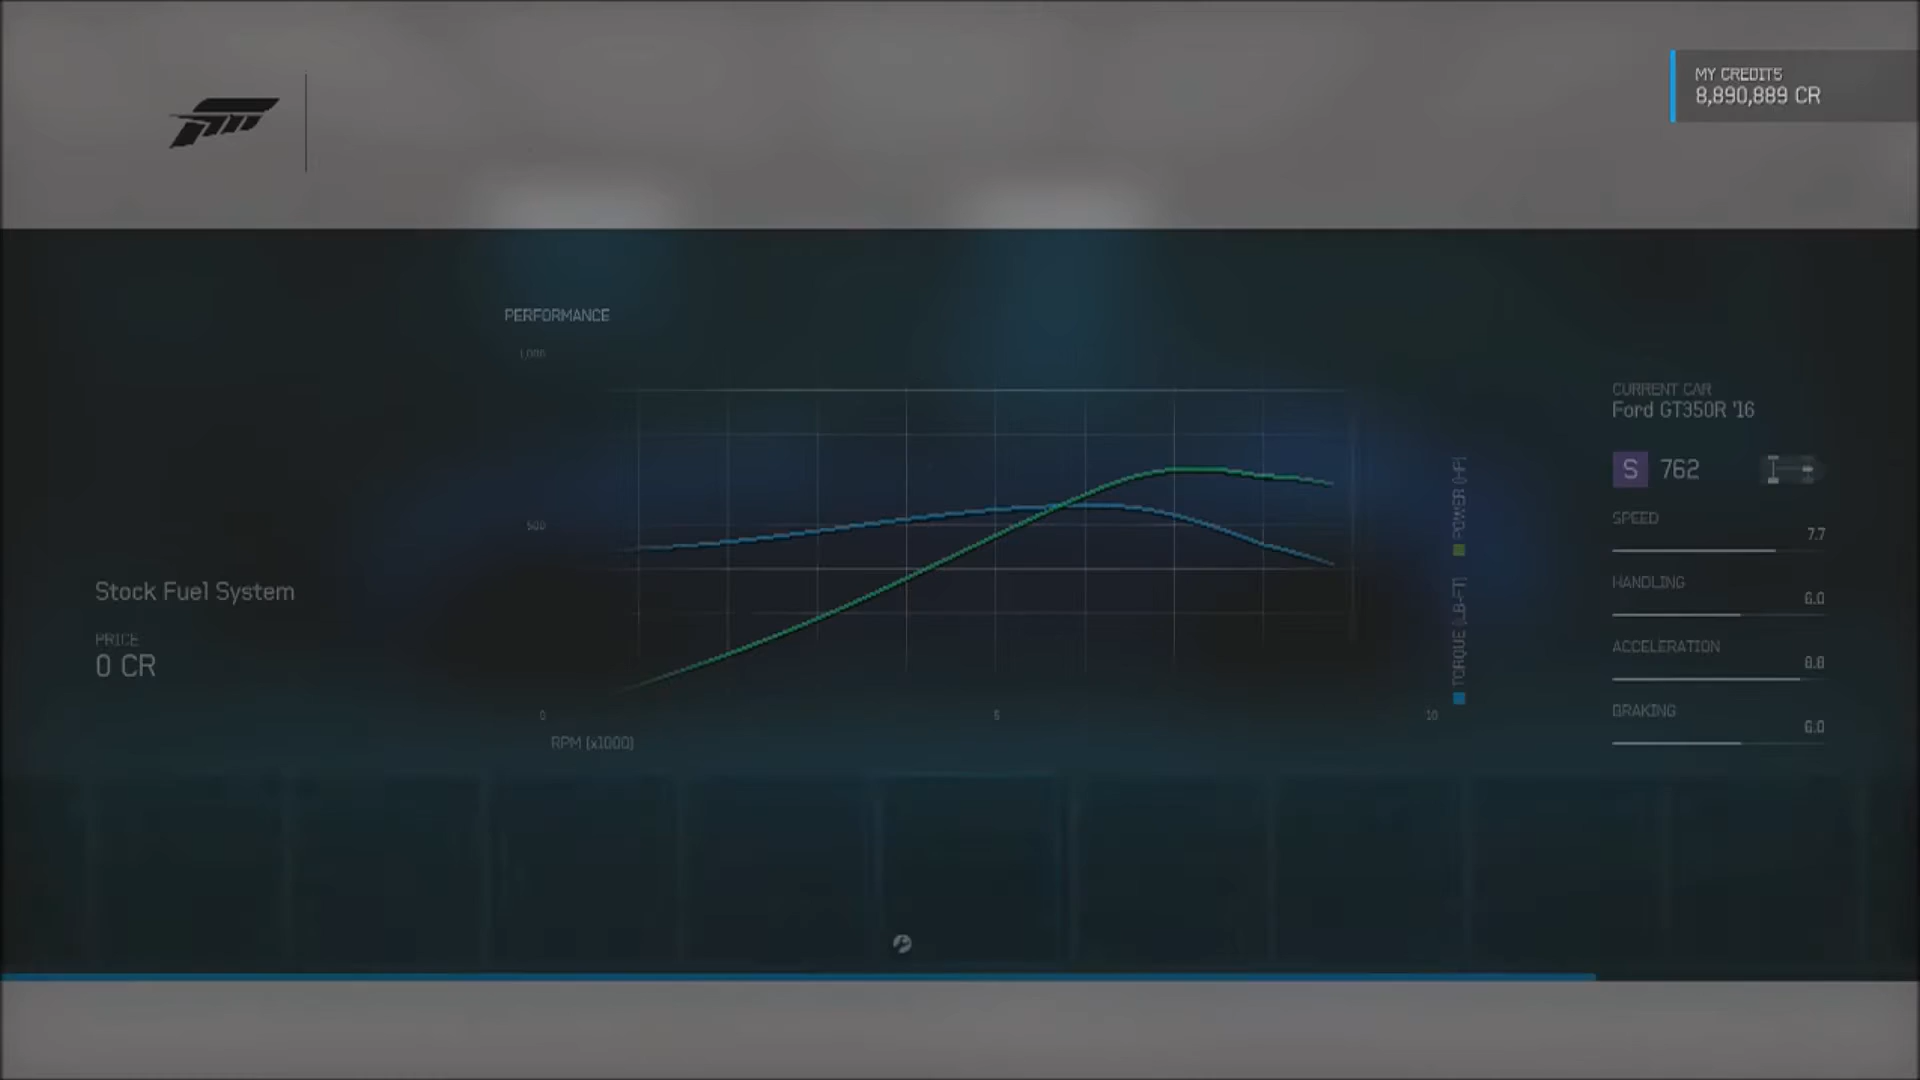 MY CREDITS
8,890,889 CR
PERFORMANCE
1,000
500
0
5
10
RPM (x1000)
POWER (HP)
TORQUE (LB-FT)
Stock Fuel System
PRICE
0 CR
CURRENT CAR
Ford GT350R '16
S 762
SPEED
7.7
HANDLING
6.0
ACCELERATION
8.8
BRAKING
6.0